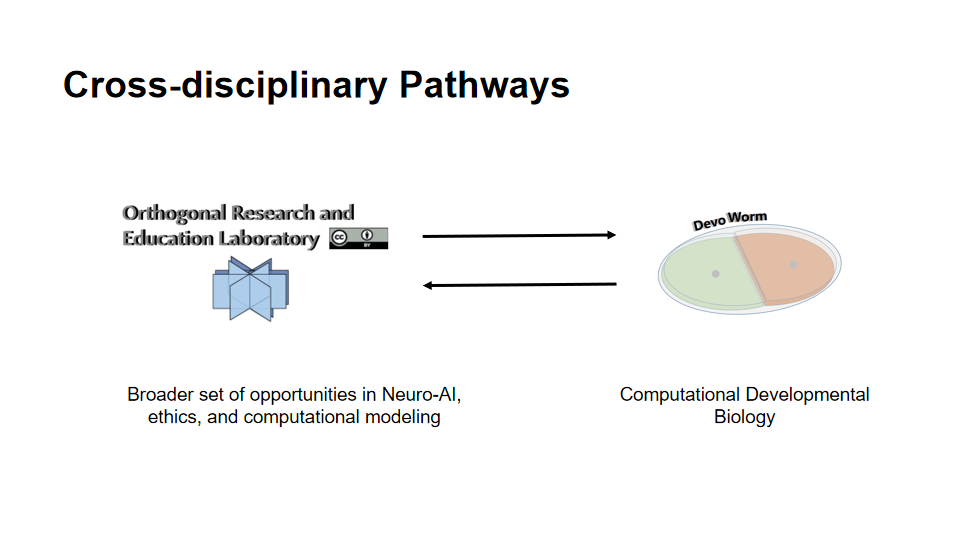 Cross-disciplinary Pathways
Orthogonal Research and
Education Laboratory
cc
BY
Devo Worm
Broader set of opportunities in Neuro-AI,
ethics, and computational modeling
Computational Developmental
Biology